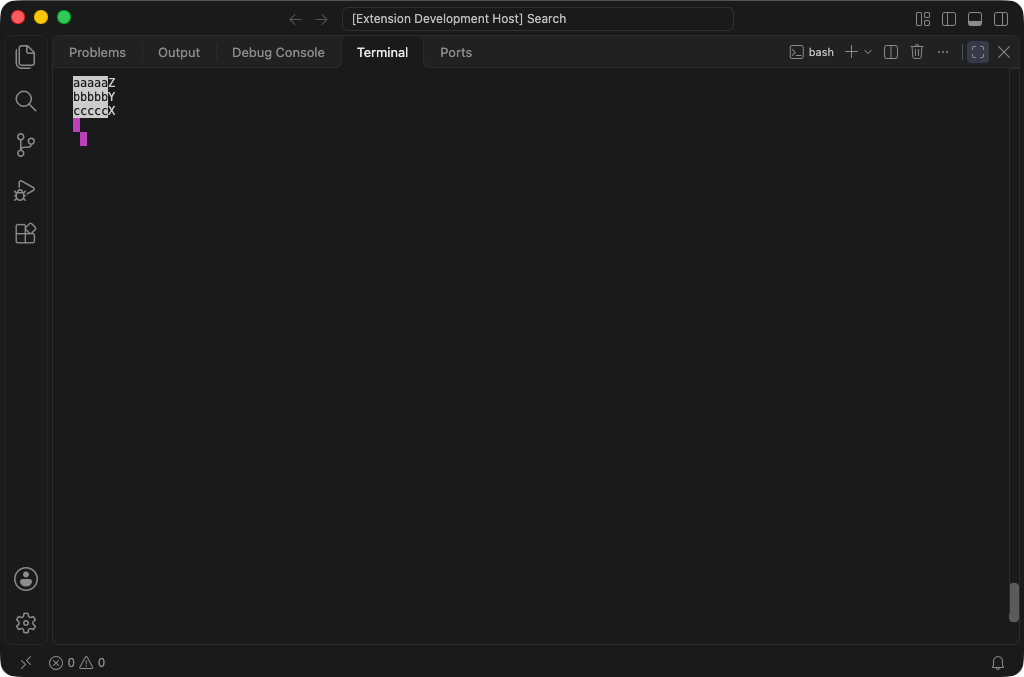 [Extension Development Host] Search
Problems Output Debug Console Terminal Ports bash
aaaaaZ
bbbbbY
cccccX
0 0